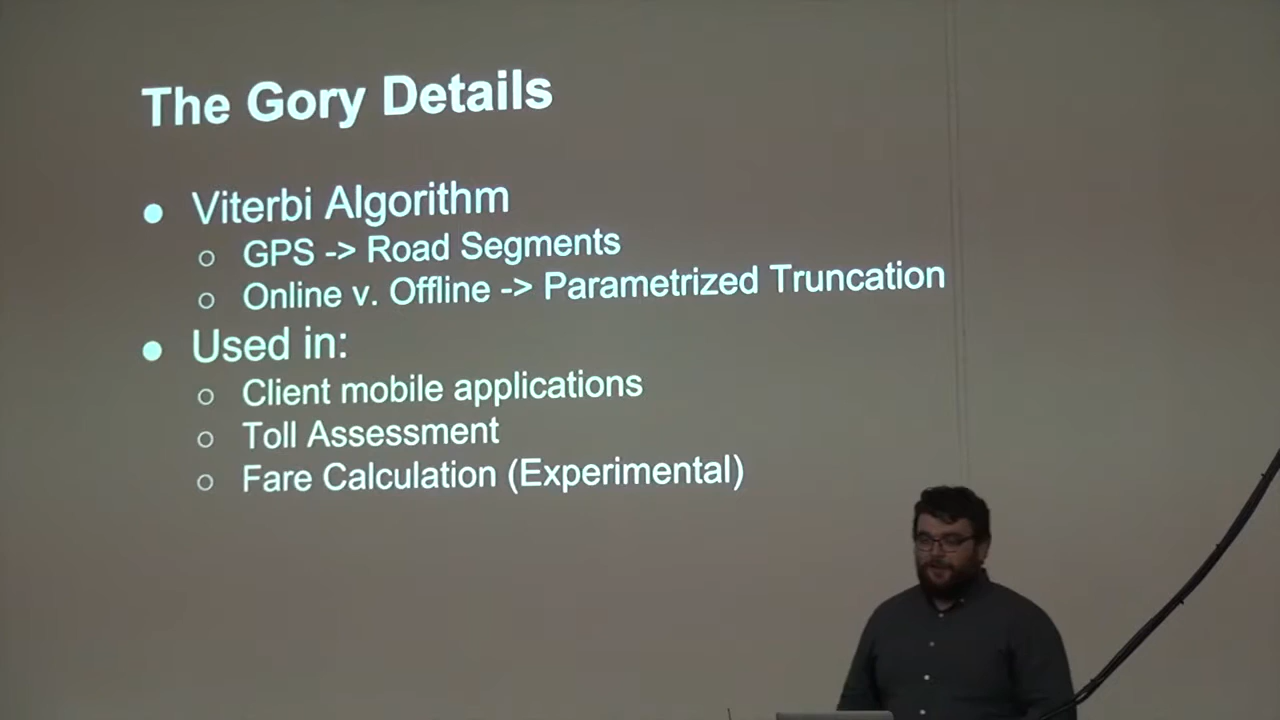 The Gory Details
● Viterbi Algorithm
○ GPS -> Road Segments
○ Online v. Offline -> Parametrized Truncation
● Used in:
○ Client mobile applications
○ Toll Assessment
○ Fare Calculation (Experimental)